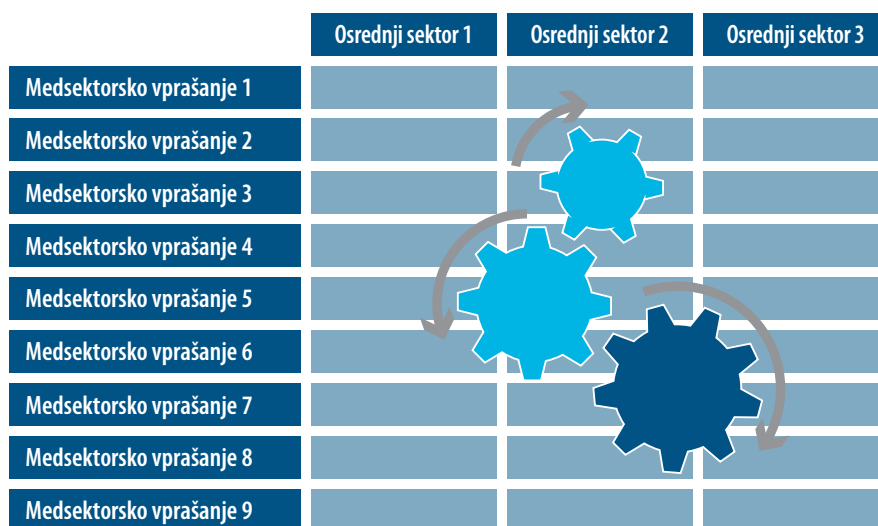 Osrednji sektor 1 Osrednji sektor 2 Osrednji sektor 3
Medsektorsko vprašanje 1
Medsektorsko vprašanje 2
Medsektorsko vprašanje 3
Medsektorsko vprašanje 4
Medsektorsko vprašanje 5
Medsektorsko vprašanje 6
Medsektorsko vprašanje 7
Medsektorsko vprašanje 8
Medsektorsko vprašanje 9